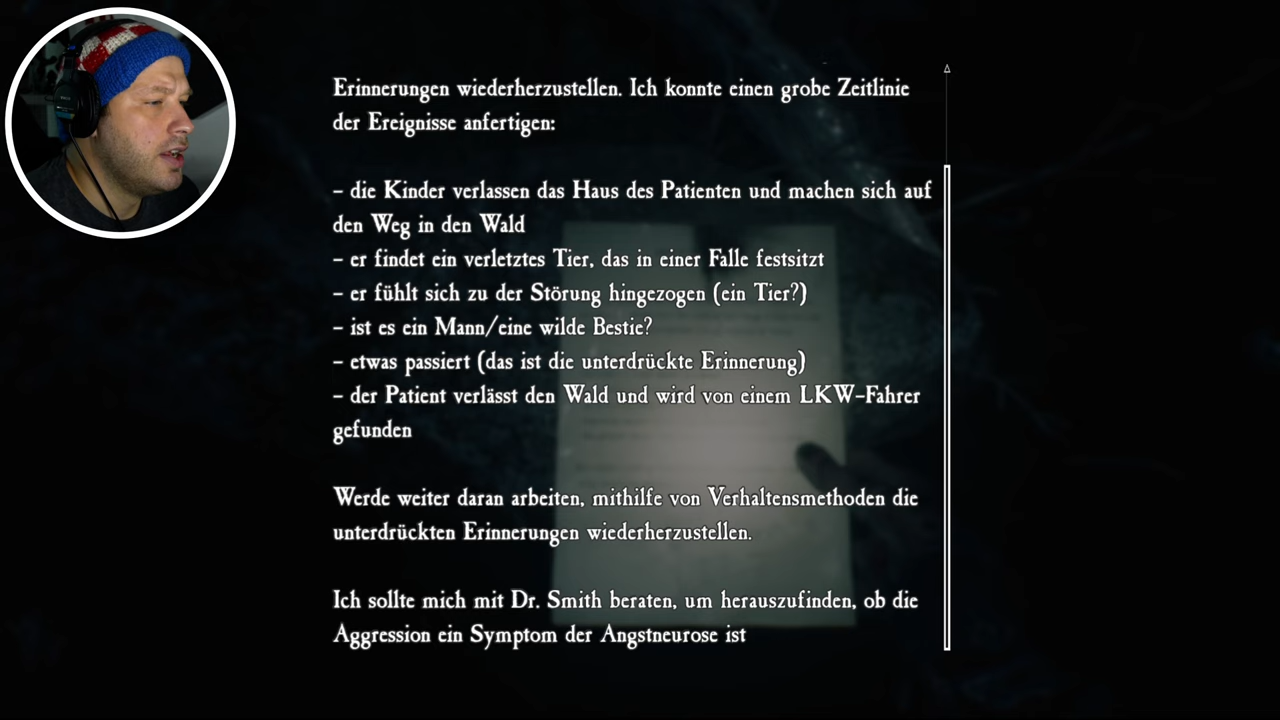 Erinnerungen wiederherzustellen. Ich konnte einen grobe Zeitlinie
der Ereignisse anfertigen:
- die Kinder verlassen das Haus des Patienten und machen sich auf
den Weg in den Wald
- er findet ein verletztes Tier, das in einer Falle festsitzt
- er fühlt sich zu der Störung hingezogen (ein Tier?)
- ist es ein Mann/eine wilde Bestie?
- etwas passiert (das ist die unterdrückte Erinnerung)
- der Patient verlässt den Wald und wird von einem LKW-Fahrer
gefunden
Werde weiter daran arbeiten, mithilfe von Verhaltensmethoden die
unterdrückten Erinnerungen wiederherzustellen.
Ich sollte mich mit Dr. Smith beraten, um herauszufinden, ob die
Aggression ein Symptom der Angstneurose ist